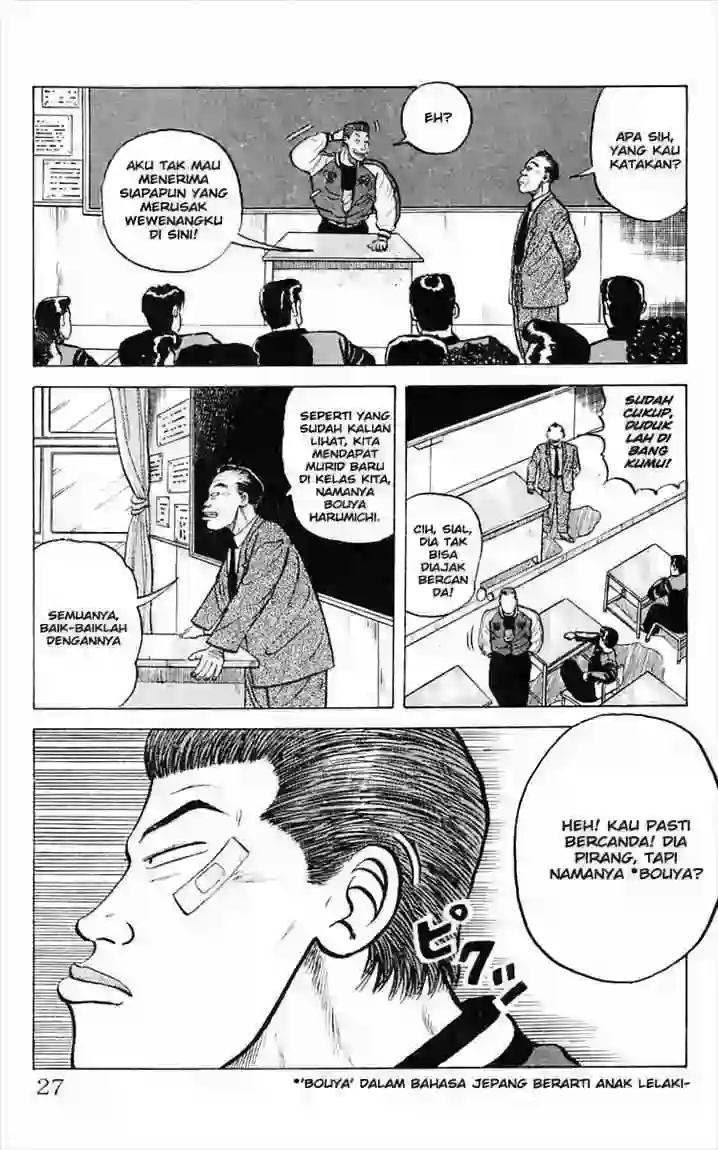 EH?
APA SIH,
YANG KAU
KATAKAN?
AKU TAK MAU
MENERIMA
SIAPAPUN YANG
MERUSAK
WEWENANGKU
DI SINI!
SEPERTI YANG
SUDAH KALIAN
LIHAT, KITA
MENDAPAT
MURID BARU
DI KELAS KITA,
NAMANYA
BOUYA
HARUMICHI.
SEMUANYA,
BAIK-BAIKLAH
DENGANNYA
SUDAH
CUKUP,
DUDUK
LAH DI
BANG
KUMU!
CIH, SIAL,
DIA TAK
BISA
DIAJAK
BERCAN
DA!
HEH! KAU PASTI
BERCANDA! DIA
PIRANG, TAPI
NAMANYA *BOUYA?
ピクッ
27
*'BOUYA' DALAM BAHASA JEPANG BERARTI ANAK LELAKI-